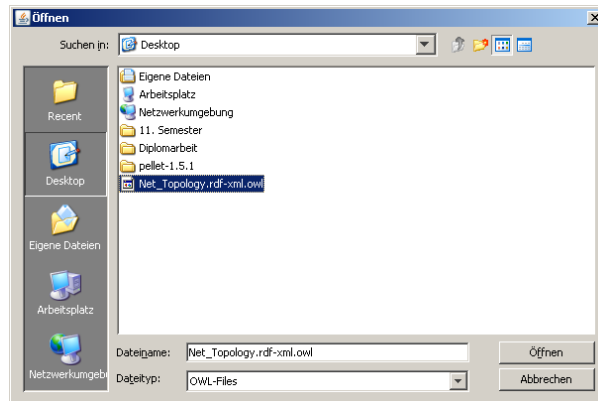 Öffnen
Suchen in: Desktop
Recent
Desktop
Eigene Dateien
Arbeitsplatz
Netzwerkumgeb
Eigene Dateien
Arbeitsplatz
Netzwerkumgebung
11. Semester
Diplomarbeit
pellet-1.5.1
Net_Topology.rdf-xml.owl
Dateiname: Net_Topology.rdf-xml.owl Öffnen
Dateityp: OWL-Files Abbrechen